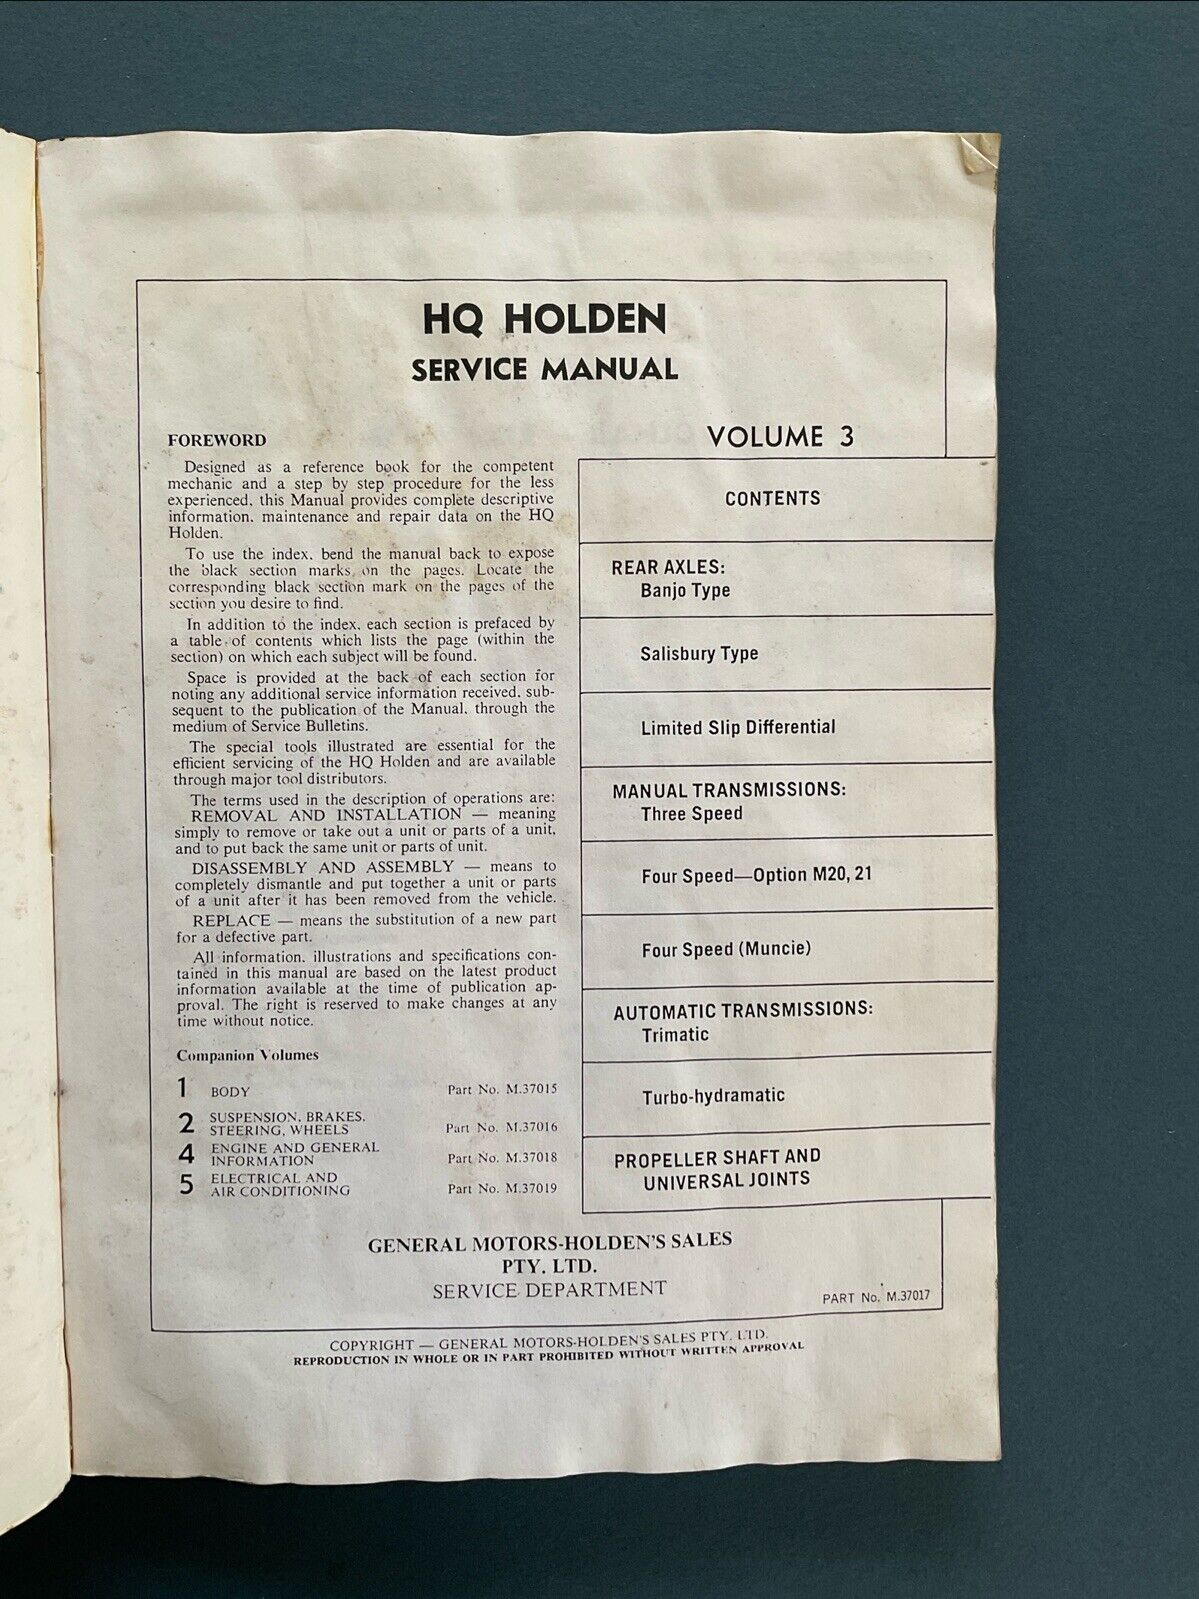 HQ HOLDEN
SERVICE MANUAL
FOREWORD
Designed as a reference book for the competent
mechanic and a step by step procedure for the less
experienced, this Manual provides complete descriptive
information, maintenance and repair data on the HQ
Holden.
To use the index, bend the manual back to expose
the black section marks, on the pages. Locate the
corresponding black section mark on the pages of the
section you desire to find.
In addition to the index, each section is prefaced by
a table of contents which lists the page (within the
section) on which each subject will be found.
Space is provided at the back of each section for
noting any additional service information received, sub-
sequent to the publication of the Manual, through the
medium of Service Bulletins.
The special tools illustrated are essential for the
efficient servicing of the HQ Holden and are available
through major tool distributors.
The terms used in the description of operations are:
REMOVAL AND INSTALLATION — meaning
simply to remove or take out a unit or parts of a unit,
and to put back the same unit or parts of unit.
DISASSEMBLY AND ASSEMBLY — means to
completely dismantle and put together a unit or parts
of a unit after it has been removed from the vehicle.
REPLACE — means the substitution of a new part
for a defective part.
All information, illustrations and specifications con-
tained in this manual are based on the latest product
information available at the time of publication ap-
proval. The right is reserved to make changes at any
time without notice.
Companion Volumes
1 BODY Part No. M.37015
2 SUSPENSION, BRAKES,
STEERING, WHEELS Part No. M.37016
4 ENGINE AND GENERAL
INFORMATION Part No. M.37018
5 ELECTRICAL AND
AIR CONDITIONING Part No. M.37019
VOLUME 3
CONTENTS
REAR AXLES:
Banjo Type
Salisbury Type
Limited Slip Differential
MANUAL TRANSMISSIONS:
Three Speed
Four Speed—Option M20, 21
Four Speed (Muncie)
AUTOMATIC TRANSMISSIONS:
Trimatic
Turbo-hydramatic
PROPELLER SHAFT AND
UNIVERSAL JOINTS
GENERAL MOTORS-HOLDEN'S SALES
PTY. LTD.
SERVICE DEPARTMENT
PART No. M.37017
COPYRIGHT — GENERAL MOTORS-HOLDEN'S SALES PTY. LTD.
REPRODUCTION IN WHOLE OR IN PART PROHIBITED WITHOUT WRITTEN APPROVAL